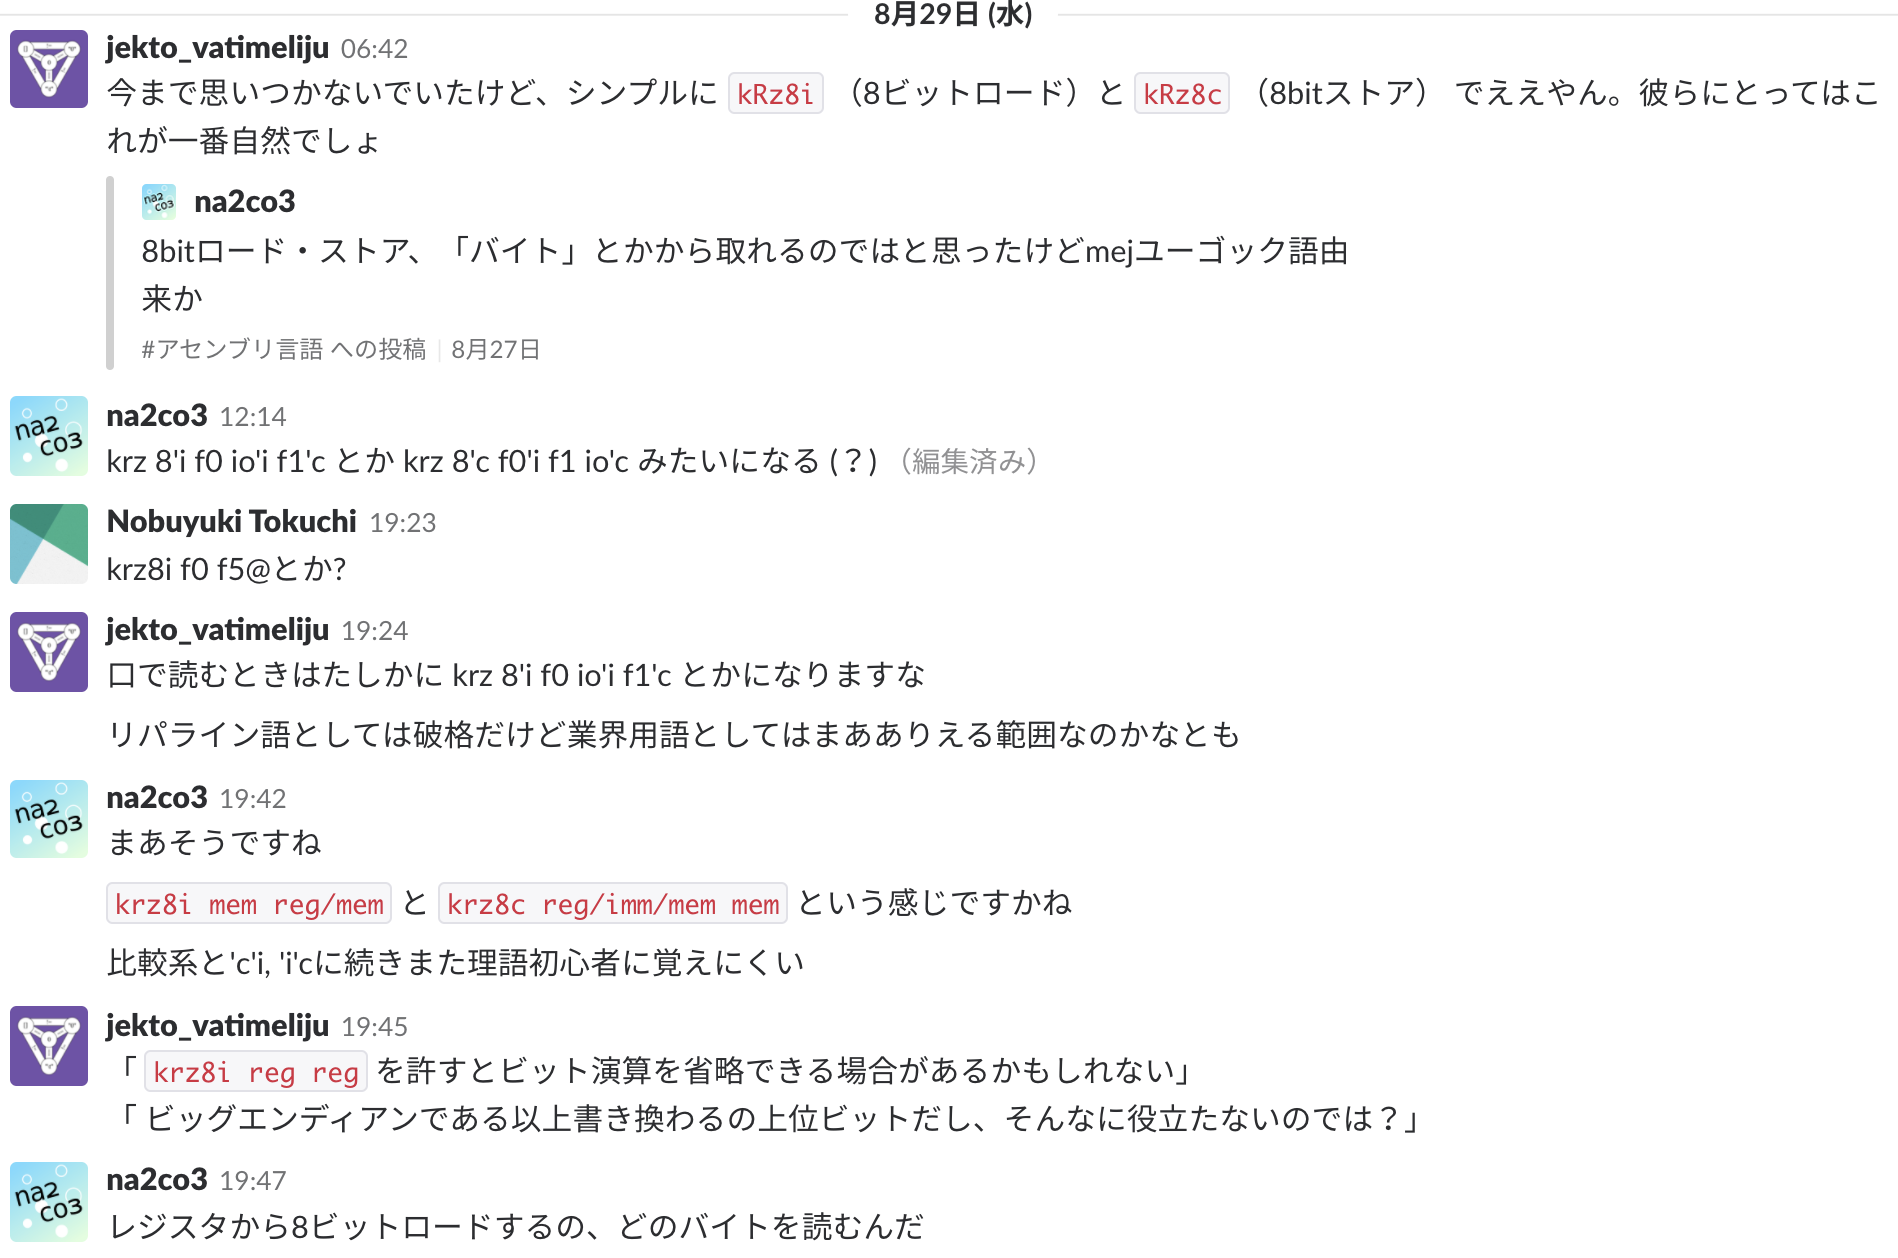 8月29日 (水)
jekto_vatimeliju 06:42
今まで思いつかないでいたけど、シンプルに kRz8i （8ビットロード）と kRz8c （8bitストア） でええやん。彼らにとってはこ
れが一番自然でしょ
na2co3
8bitロード・ストア、「バイト」とかから取れるのではと思ったけどmejユーゴック語由
来か
#アセンブリ言語 への投稿 | 8月27日
na2co3 12:14
krz 8'i f0 io'i f1'c とか krz 8'c f0'i f1 io'c みたいになる (？) （編集済み）
Nobuyuki Tokuchi 19:23
krz8i f0 f5@とか?
jekto_vatimeliju 19:24
口で読むときはたしかに krz 8'i f0 io'i f1'c とかになりますな
リパライン語としては破格だけど業界用語としてはまあありえる範囲なのかなとも
na2co3 19:42
まあそうですね
krz8i mem reg/mem と krz8c reg/imm/mem mem という感じですかね
比較系と'c'i, 'i'cに続きまた理語初心者に覚えにくい
jekto_vatimeliju 19:45
「 krz8i reg reg を許すとビット演算を省略できる場合があるかもしれない」
「 ビッグエンディアンである以上書き換わるの上位ビットだし、そんなに役立たないのでは？」
na2co3 19:47
レジスタから8ビットロードするの、どのバイトを読むんだ